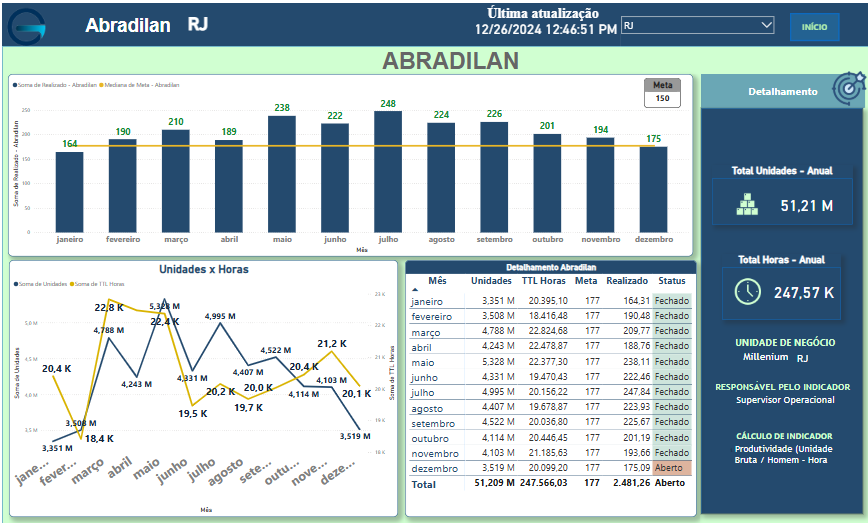 Abradilan RJ
Última atualização
12/26/2024 12:46:51 PM
RJ
INÍCIO
ABRADILAN
Soma de Realizado - Abradilan Mediana de Meta - Abradilan
Meta
150
Soma de Realizado - Abradilan
250
200
150
100
50
0
164 190 210 189 238 222 248 224 226 201 194 175
janeiro fevereiro março abril maio junho julho agosto setembro outubro novembro dezembro
Mês
Detalhamento
Total Unidades - Anual
51,21 M
Total Horas - Anual
247,57 K
UNIDADE DE NEGÓCIO
Millenium RJ
RESPONSÁVEL PELO INDICADOR
Supervisor Operacional
CÁLCULO DE INDICADOR
Produtividade (Unidade
Bruta / Homem - Hora
Unidades x Horas
Soma de Unidades Soma de TTL Horas
Soma de Unidades
5,0 M
4,5 M
4,0 M
3,5 M
23 K
22 K
21 K
20 K
19 K
18 K
Soma de TTL Horas
22,8 K
5,328 M
4,995 M
4,788 M
22,4 K
4,522 M
21,2 K
20,4 K
4,243 M
4,331 M
4,407 M
20,4 K
4,103 M
20,2 K
20,0 K
4,114 M
20,1 K
19,5 K
19,7 K
3,508 M
18,4 K
3,351 M
3,519 M
jane... fever... março abril maio junho julho agosto sete... outu... nove... deze...
Mês
Detalhamento Abradilan
Mês Unidades TTL Horas Meta Realizado Status
janeiro 3,351 M 20.395,10 177 164,31 Fechado
fevereiro 3,508 M 18.416,48 177 190,48 Fechado
março 4,788 M 22.824,68 177 209,77 Fechado
abril 4,243 M 22.478,87 177 188,76 Fechado
maio 5,328 M 22.377,30 177 238,11 Fechado
junho 4,331 M 19.470,43 177 222,46 Fechado
julho 4,995 M 20.156,22 177 247,84 Fechado
agosto 4,407 M 19.678,87 177 223,93 Fechado
setembro 4,522 M 20.036,80 177 225,67 Fechado
outubro 4,114 M 20.446,45 177 201,19 Fechado
novembro 4,103 M 21.185,63 177 193,66 Fechado
dezembro 3,519 M 20.099,20 177 175,09 Aberto
Total 51,209 M 247.566,03 177 2.481,26 Aberto